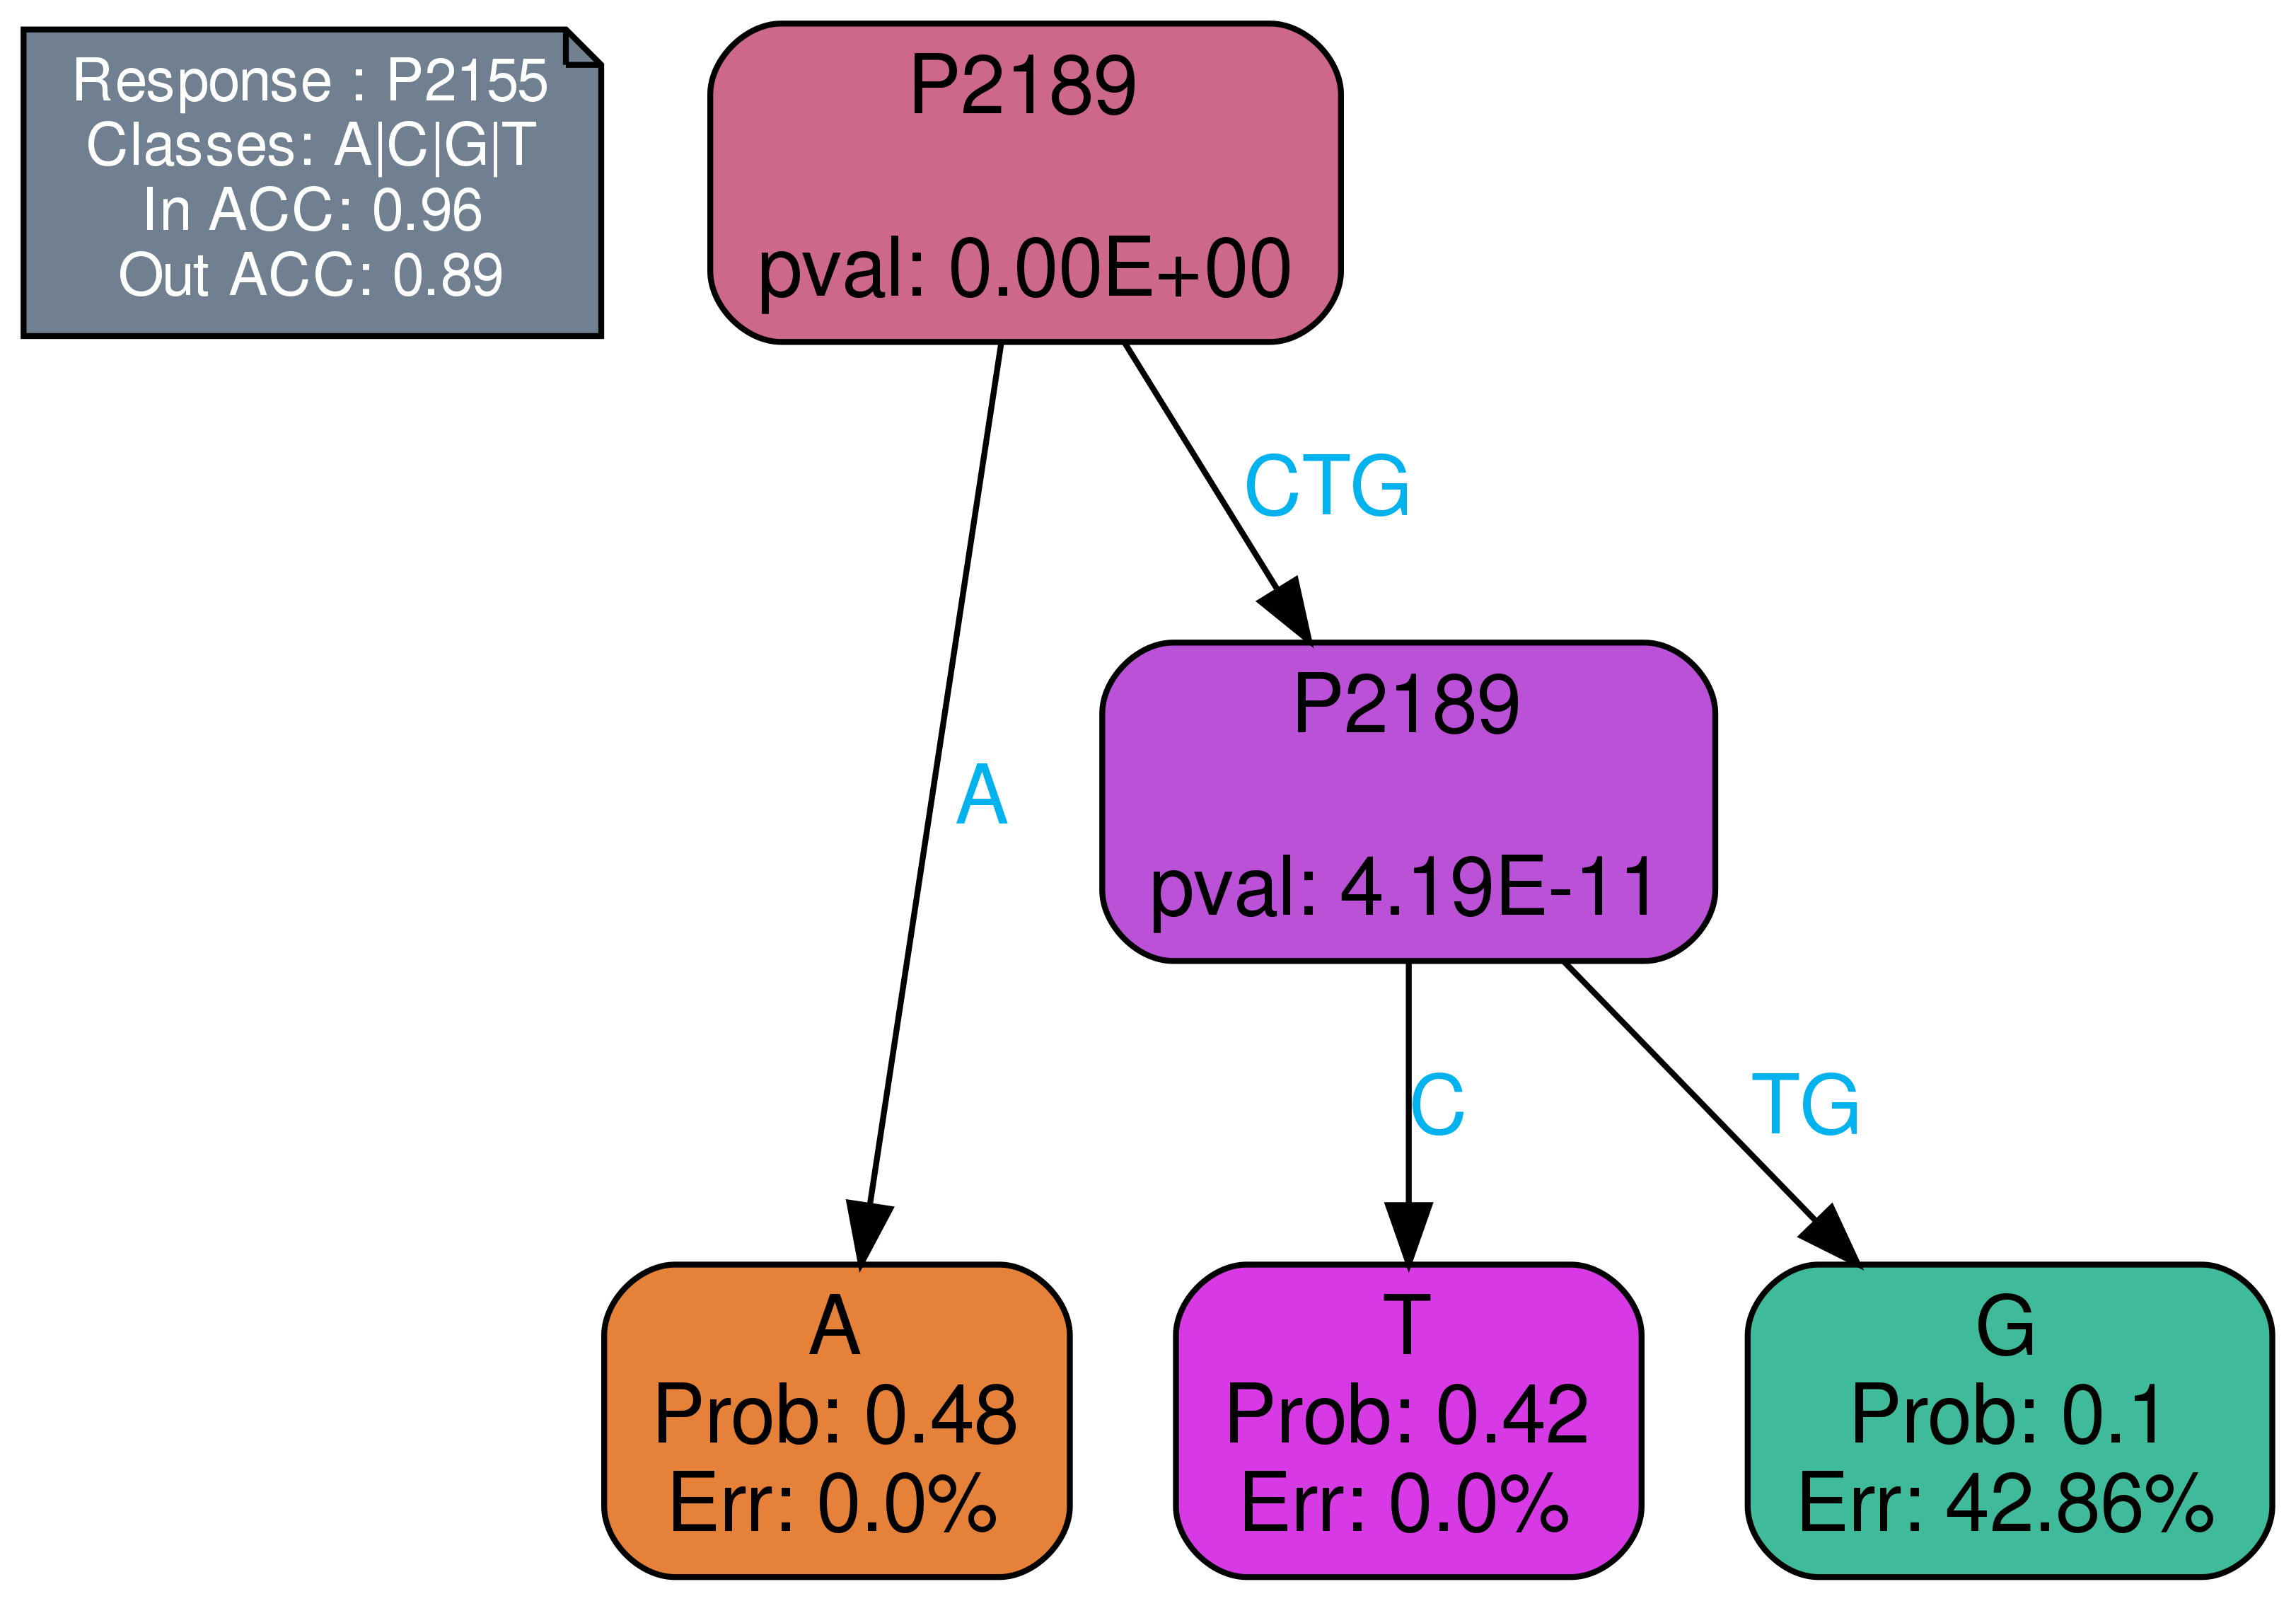 Response : P2155
Classes: A|C|G|T
In ACC: 0.96
Out ACC: 0.89
P2189
pval: 0.00E+00
CTG
A
P2189
pval: 4.19E-11
C
TG
A
Prob: 0.48
Err: 0.0%
T
Prob: 0.42
Err: 0.0%
G
Prob: 0.1
Err: 42.86%